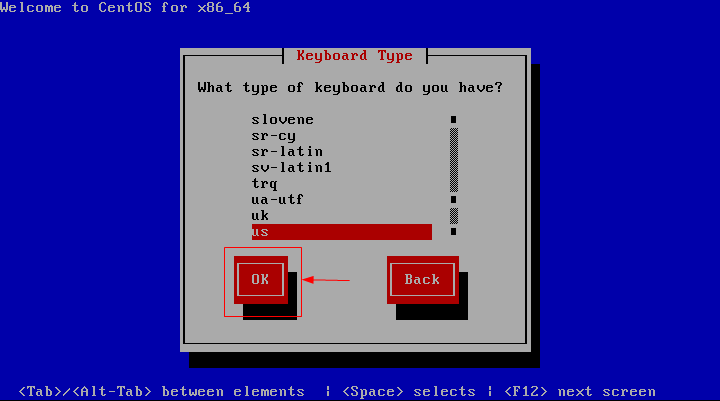 Welcome to CentOS for x86_64
Keyboard Type
What type of keyboard do you have?
slovene
sr-cy
sr-latin
sv-latin1
trq
ua-utf
uk
us
OK
Back
<Tab>/<Alt-Tab> between elements | <Space> selects | <F12> next screen